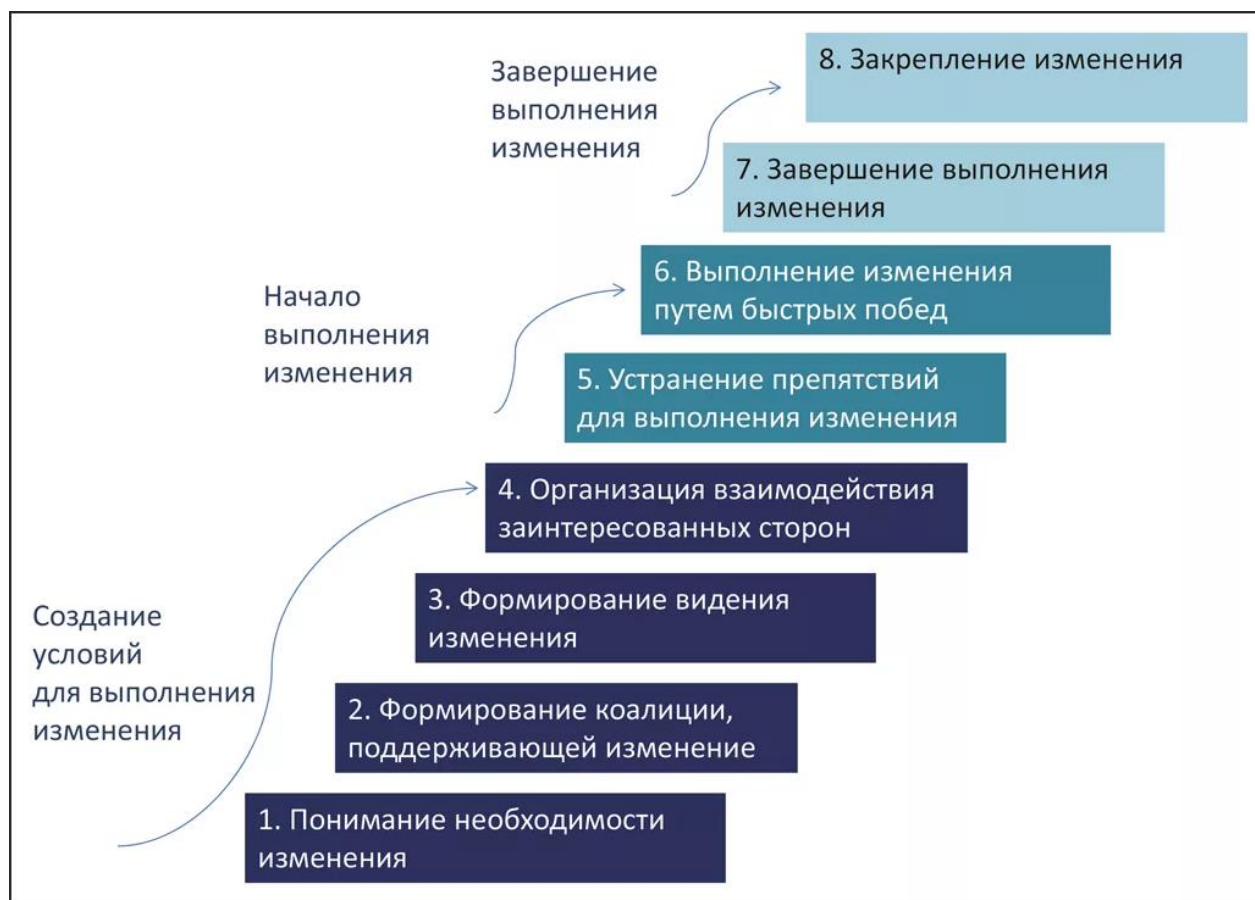 Завершение
выполнения
изменения
8. Закрепление изменения
7. Завершение выполнения
изменения
Начало
выполнения
изменения
6. Выполнение изменения
путем быстрых побед
5. Устранение препятствий
для выполнения изменения
4. Организация взаимодействия
заинтересованных сторон
Создание
условий
для выполнения
изменения
3. Формирование видения
изменения
2. Формирование коалиции,
поддерживающей изменение
1. Понимание необходимости
изменения